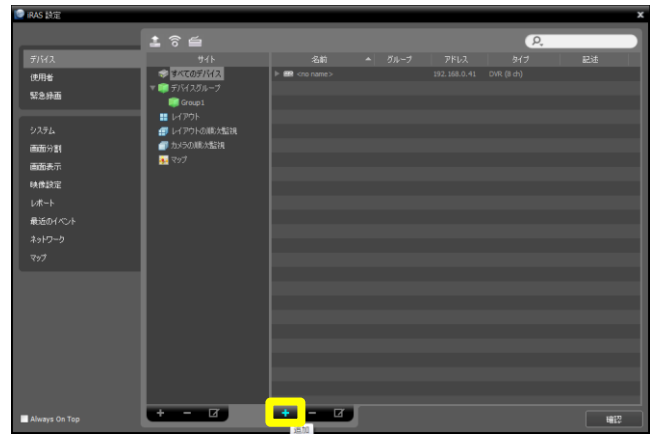 iRAS 設定
x
デバイス
使用者
緊急録画
システム
画面分割
画面表示
映像設定
レポート
最近のイベント
ネットワーク
マップ
サイト
すべてのデバイス
デバイスグループ
Group1
レイアウト
レイアウトの順次監視
カメラの順次監視
マップ
名前 グループ アドレス タイプ 記述
<no name> 192.168.0.41 DVR (8 ch)
Always On Top
追加
確認